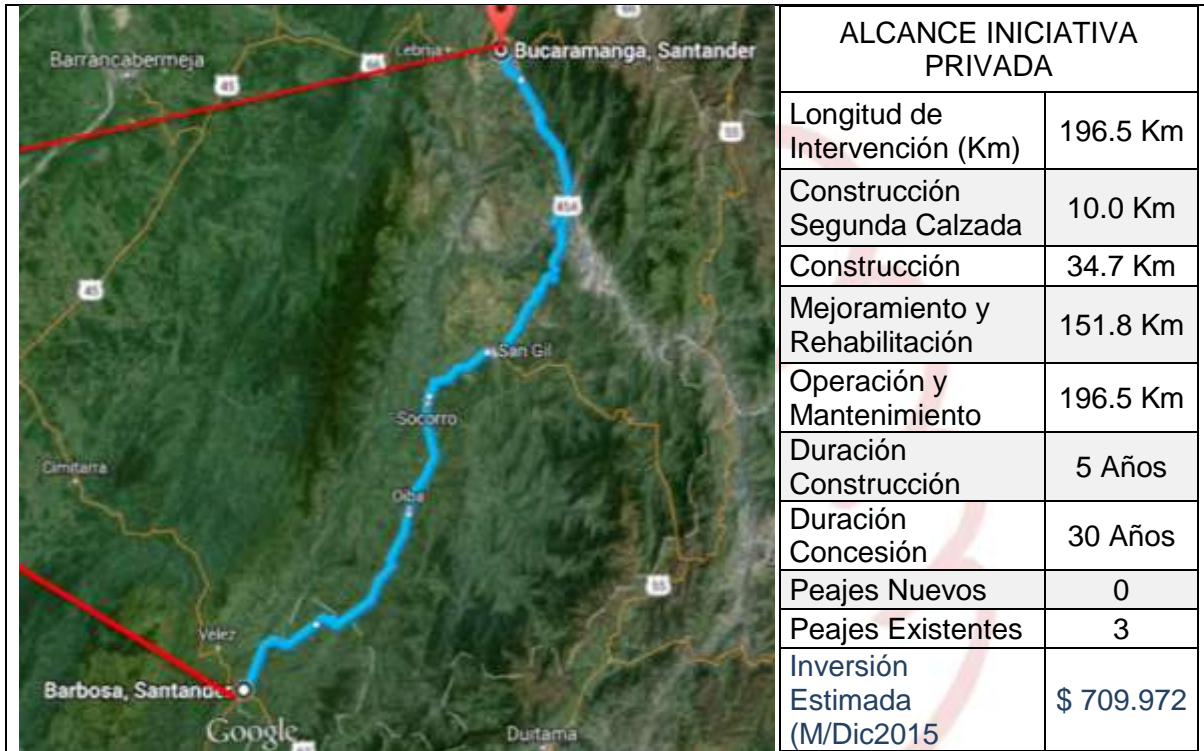 Barrancabermeja
Lebrija
Bucaramanga, Santander
66
45
55
45A
45
San Gil
Socorro
Cimitarra
Oiba
55
Vélez
Barbosa, Santander
Google
Duitama
ALCANCE INICIATIVA
PRIVADA
Longitud de
Intervención (Km)
196.5 Km
Construcción
Segunda Calzada
10.0 Km
Construcción
34.7 Km
Mejoramiento y
Rehabilitación
151.8 Km
Operación y
Mantenimiento
196.5 Km
Duración
Construcción
5 Años
Duración
Concesión
30 Años
Peajes Nuevos
0
Peajes Existentes
3
Inversión
Estimada
(M/Dic2015
$ 709.972